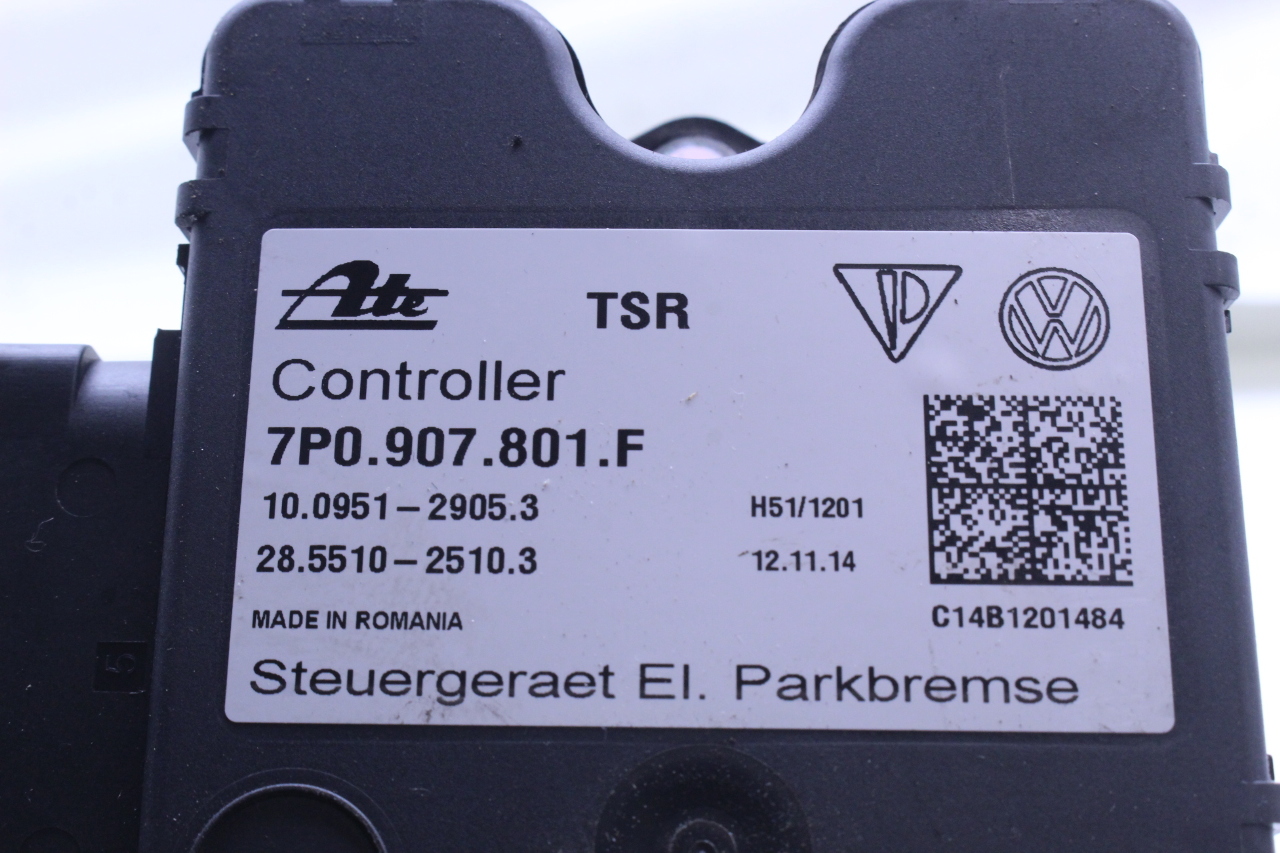 Ate TSR
Controller
7P0.907.801.F
10.0951-2905.3 H51/1201
28.5510-2510.3 12.11.14
MADE IN ROMANIA C14B1201484
Steuergeraet El. Parkbremse
5